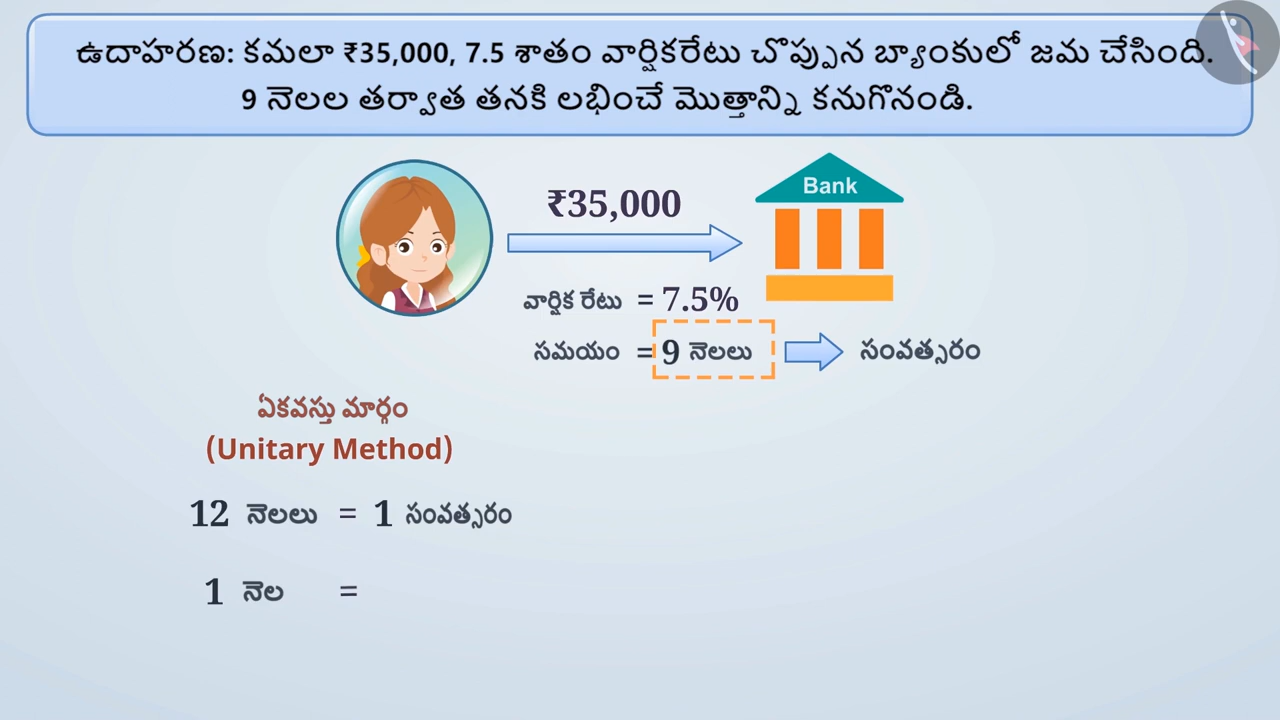 ఉదాహరణ: కమలా ₹35,000, 7.5 శాతం వార్షికరేటు చొప్పున బ్యాంకులో జమ చేసింది.
9 నెలల తర్వాత తనకి లభించే మొత్తాన్ని కనుగొనండి.
₹35,000
Bank
వార్షిక రేటు = 7.5%
సమయం = 9 నెలలు
సంవత్సరం
ఏకవస్తు మార్గం
(Unitary Method)
12 నెలలు = 1 సంవత్సరం
1 నెల =